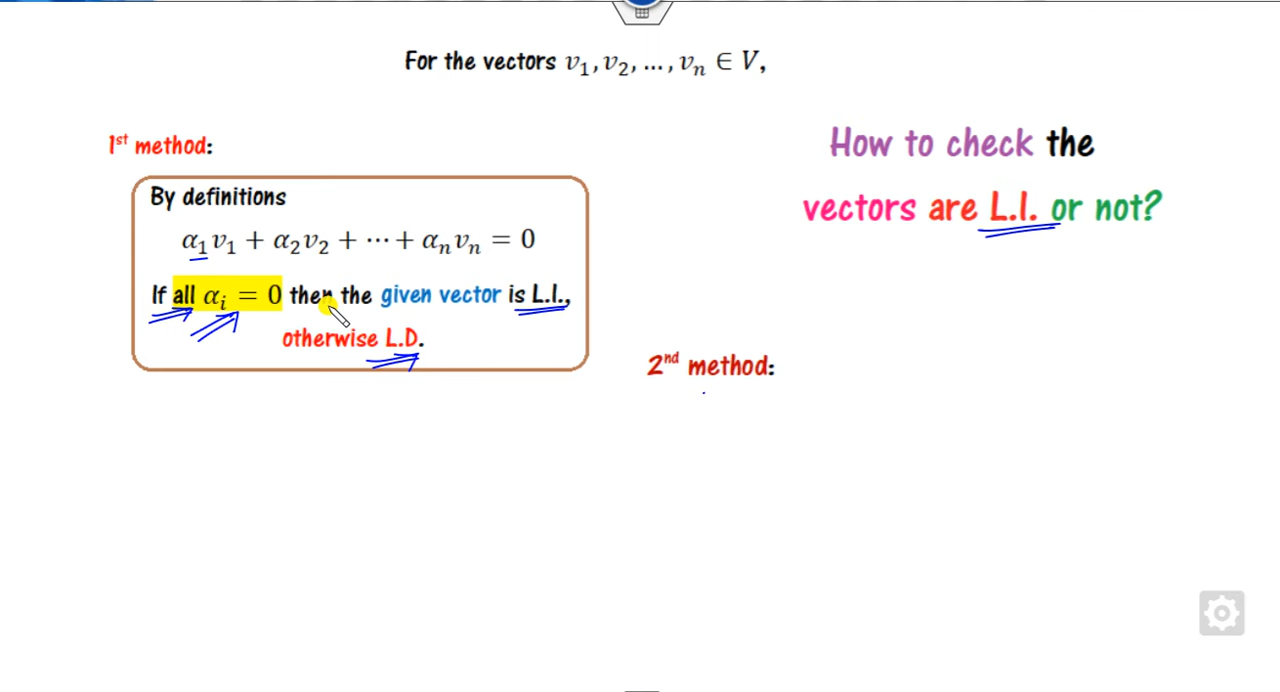 For the vectors v₁, v₂, …, vₙ ∈ V,
1st method:
By definitions
α₁v₁ + α₂v₂ + ⋯ + αₙvₙ = 0
If all αᵢ = 0 then the given vector is L.I.,
otherwise L.D.
How to check the
vectors are L.I. or not?
2nd method: